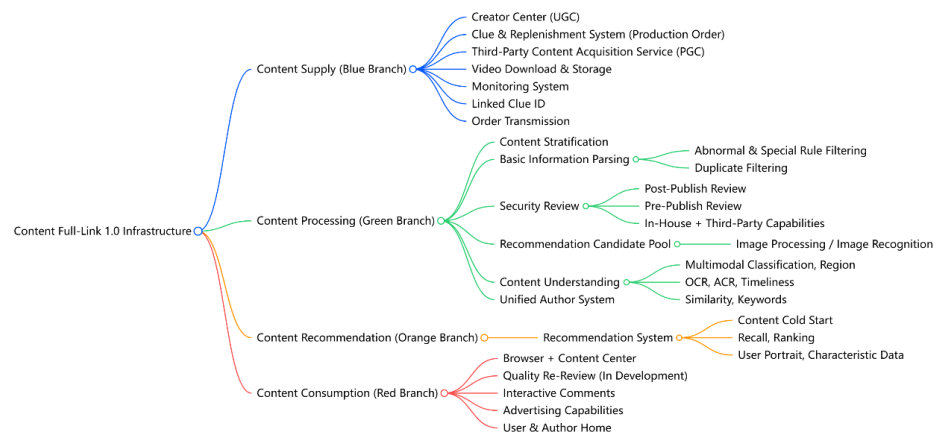 Content Full-Link 1.0 Infrastructure
Content Supply (Blue Branch)
Creator Center (UGC)
Clue & Replenishment System (Production Order)
Third-Party Content Acquisition Service (PGC)
Video Download & Storage
Monitoring System
Linked Clue ID
Order Transmission
Content Processing (Green Branch)
Content Stratification
Basic Information Parsing
Abnormal & Special Rule Filtering
Duplicate Filtering
Security Review
Post-Publish Review
Pre-Publish Review
In-House + Third-Party Capabilities
Recommendation Candidate Pool
Image Processing / Image Recognition
Content Understanding
Multimodal Classification, Region
OCR, ACR, Timeliness
Similarity, Keywords
Unified Author System
Content Recommendation (Orange Branch)
Recommendation System
Content Cold Start
Recall, Ranking
User Portrait, Characteristic Data
Content Consumption (Red Branch)
Browser + Content Center
Quality Re-Review (In Development)
Interactive Comments
Advertising Capabilities
User & Author Home